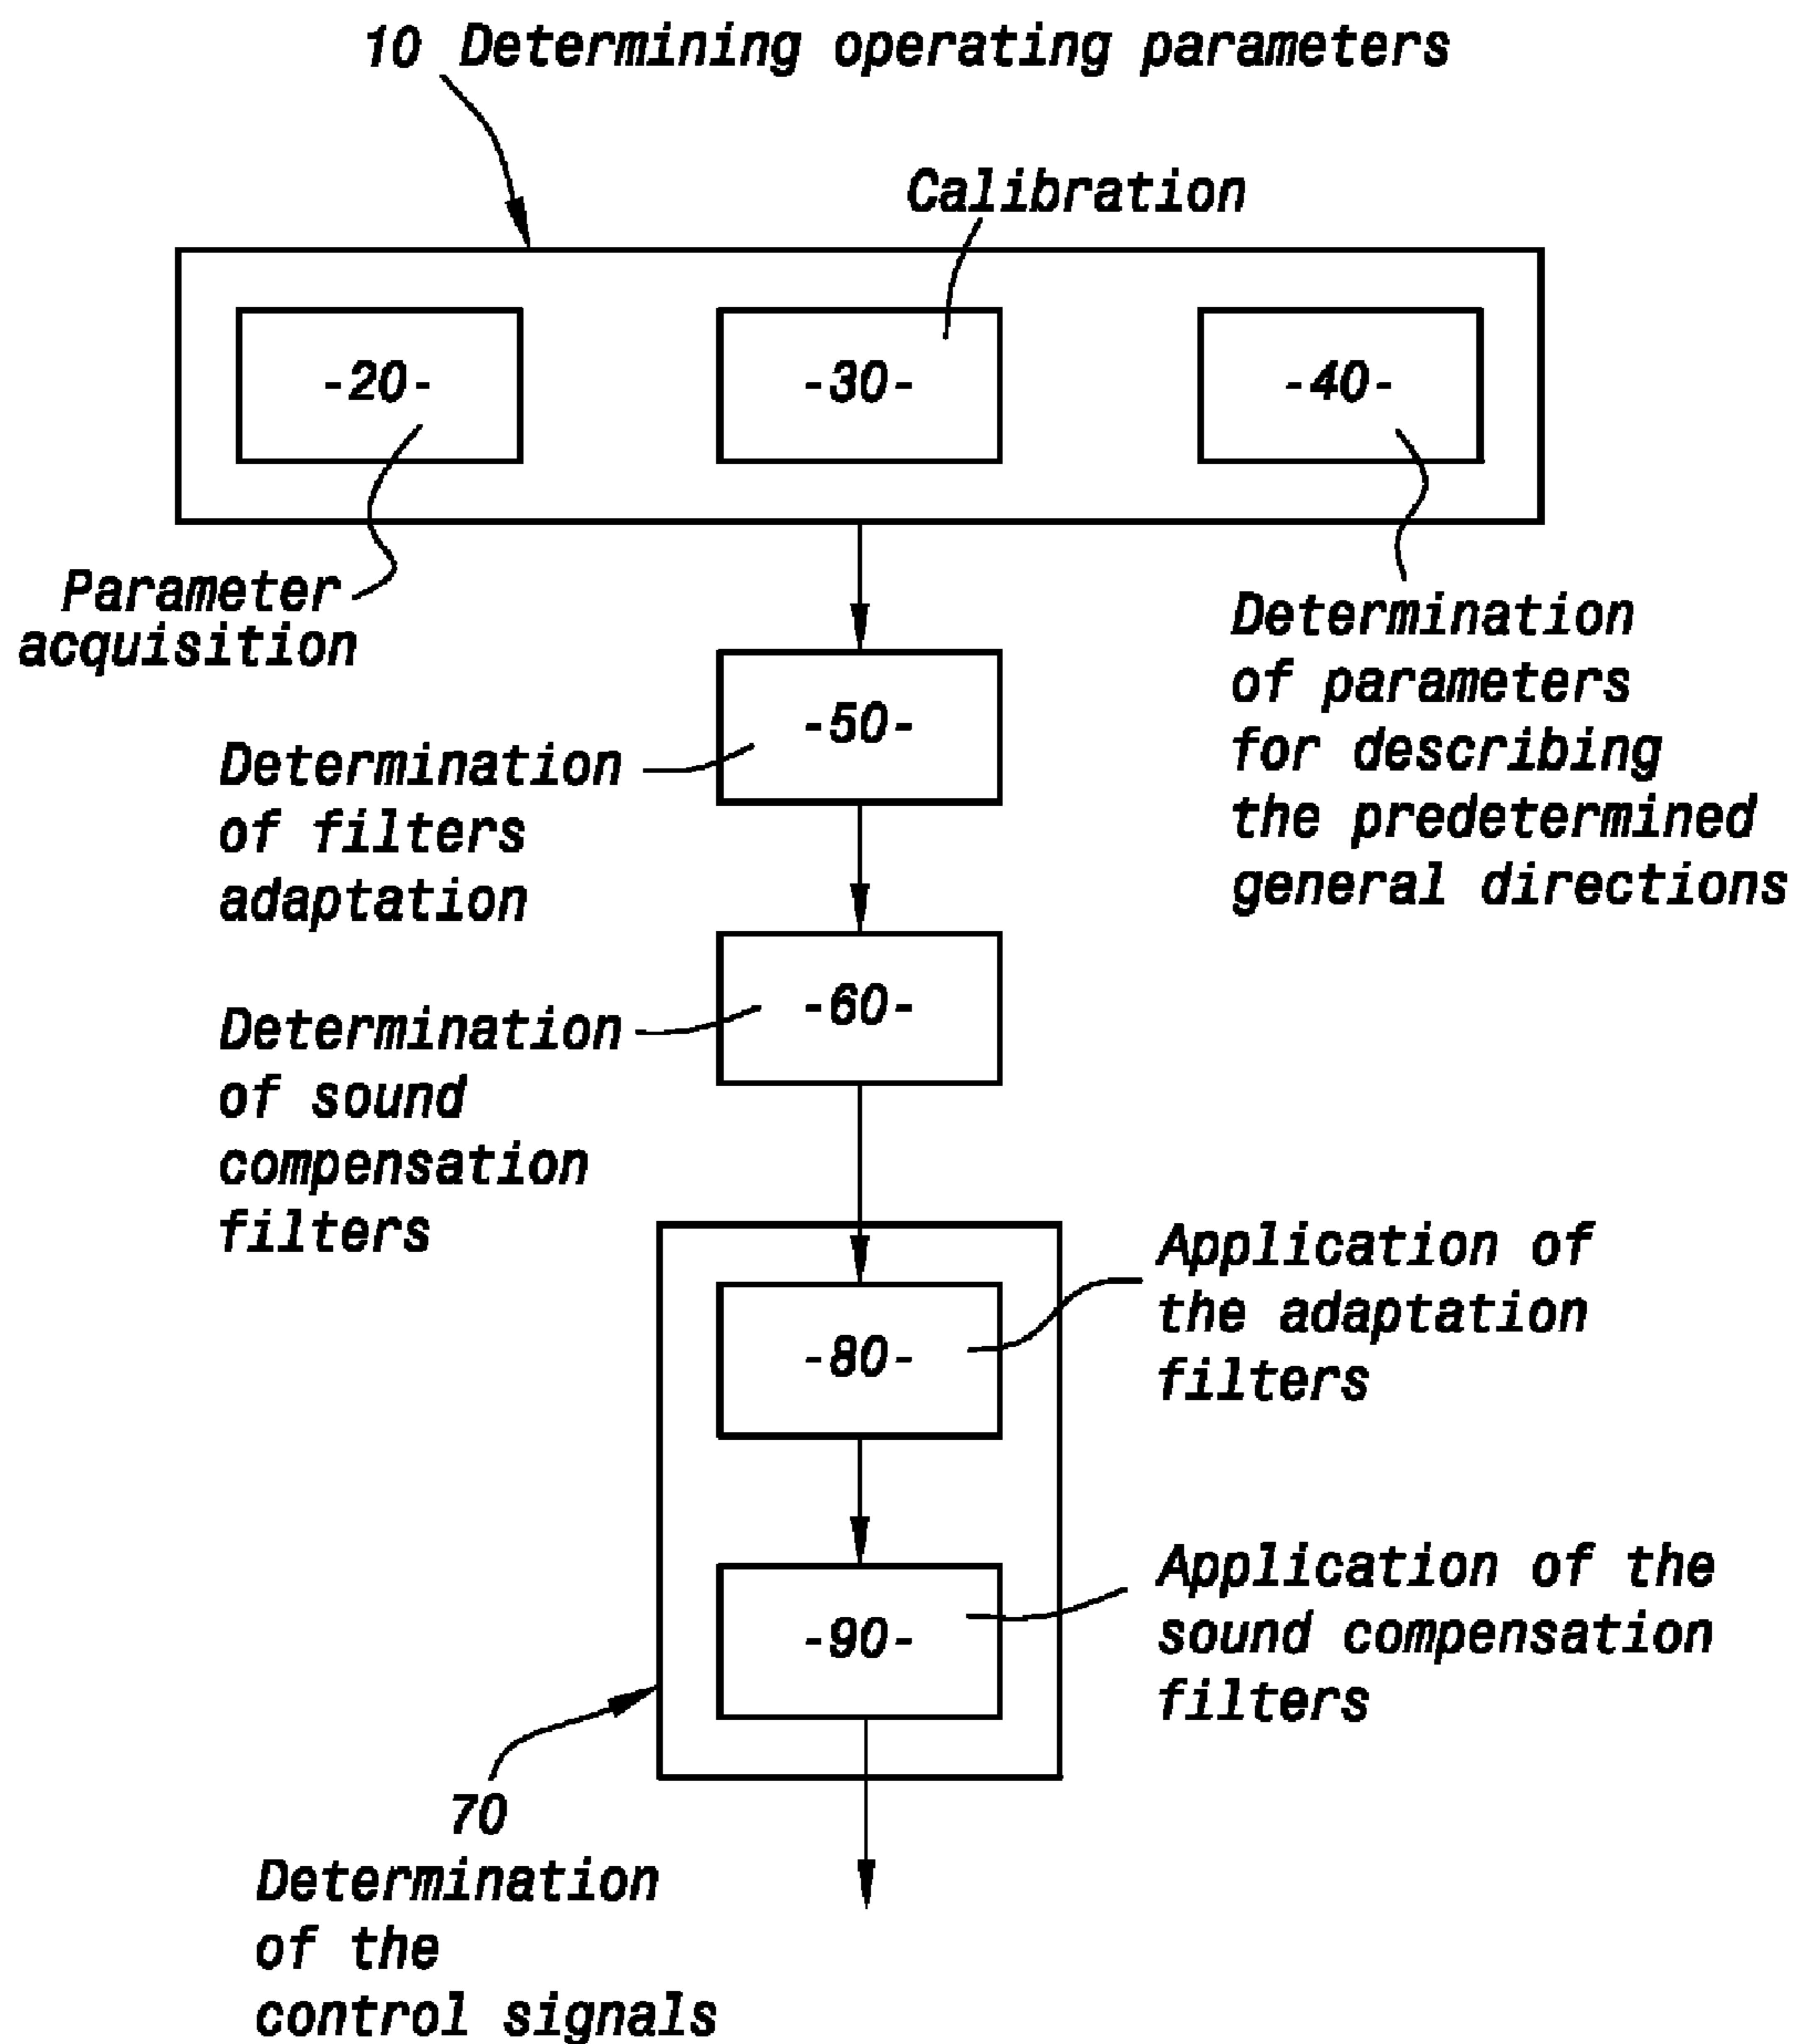 10 Determining operating parameters
Calibration
-20-
-30-
-40-
Parameter
acquisition
Determination
of parameters
for describing
the predetermined
general directions
-50-
Determination
of filters
adaptation
-60-
Determination
of sound
compensation
filters
Application of
the adaptation
filters
-80-
Application of the
sound compensation
filters
-90-
70
Determination
of the
control signals